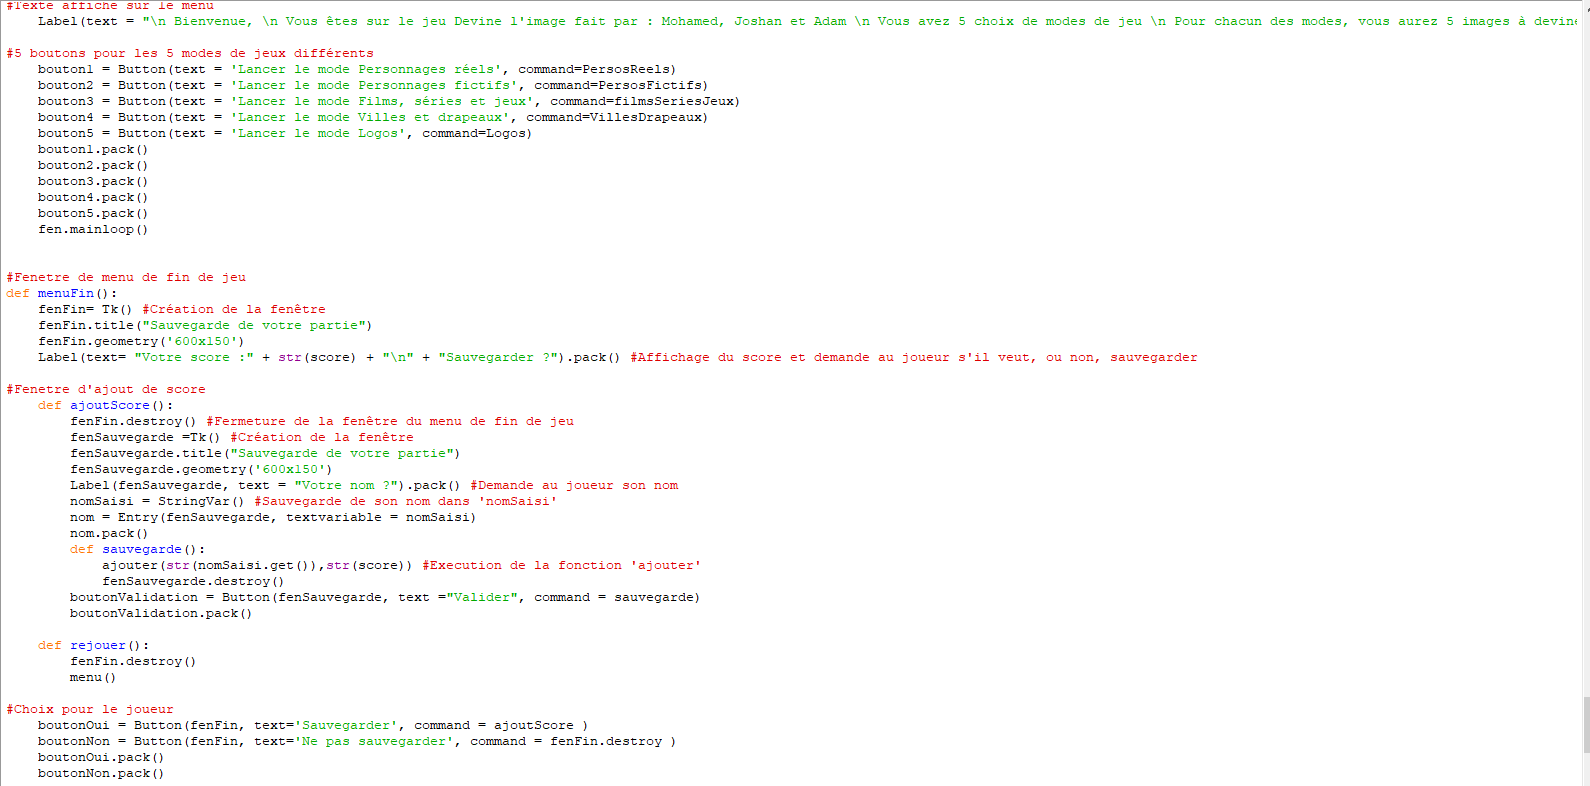 #Texte affiché sur le menu
    Label(text = "\n Bienvenue, \n Vous êtes sur le jeu Devine l'image fait par : Mohamed, Joshan et Adam \n Vous avez 5 choix de modes de jeu \n Pour chacun des modes, vous aurez 5 images à devine
#5 boutons pour les 5 modes de jeux différents
    bouton1 = Button(text = 'Lancer le mode Personnages réels', command=PersosReels)
    bouton2 = Button(text = 'Lancer le mode Personnages fictifs', command=PersosFictifs)
    bouton3 = Button(text = 'Lancer le mode Films, séries et jeux', command=filmsSeriesJeux)
    bouton4 = Button(text = 'Lancer le mode Villes et drapeaux', command=VillesDrapeaux)
    bouton5 = Button(text = 'Lancer le mode Logos', command=Logos)
    bouton1.pack()
    bouton2.pack()
    bouton3.pack()
    bouton4.pack()
    bouton5.pack()
    fen.mainloop()
#Fenetre de menu de fin de jeu
def menuFin():
    fenFin= Tk() #Création de la fenêtre
    fenFin.title("Sauvegarde de votre partie")
    fenFin.geometry('600x150')
    Label(text= "Votre score :" + str(score) + "\n" + "Sauvegarder ?").pack() #Affichage du score et demande au joueur s'il veut, ou non, sauvegarder
#Fenetre d'ajout de score
    def ajoutScore():
        fenFin.destroy() #Fermeture de la fenêtre du menu de fin de jeu
        fenSauvegarde =Tk() #Création de la fenêtre
        fenSauvegarde.title("Sauvegarde de votre partie")
        fenSauvegarde.geometry('600x150')
        Label(fenSauvegarde, text = "Votre nom ?").pack() #Demande au joueur son nom
        nomSaisi = StringVar() #Sauvegarde de son nom dans 'nomSaisi'
        nom = Entry(fenSauvegarde, textvariable = nomSaisi)
        nom.pack()
        def sauvegarde():
            ajouter(str(nomSaisi.get()),str(score)) #Execution de la fonction 'ajouter'
            fenSauvegarde.destroy()
        boutonValidation = Button(fenSauvegarde, text ="Valider", command = sauvegarde)
        boutonValidation.pack()
    def rejouer():
        fenFin.destroy()
        menu()
#Choix pour le joueur
    boutonOui = Button(fenFin, text='Sauvegarder', command = ajoutScore )
    boutonNon = Button(fenFin, text='Ne pas sauvegarder', command = fenFin.destroy )
    boutonOui.pack()
    boutonNon.pack()